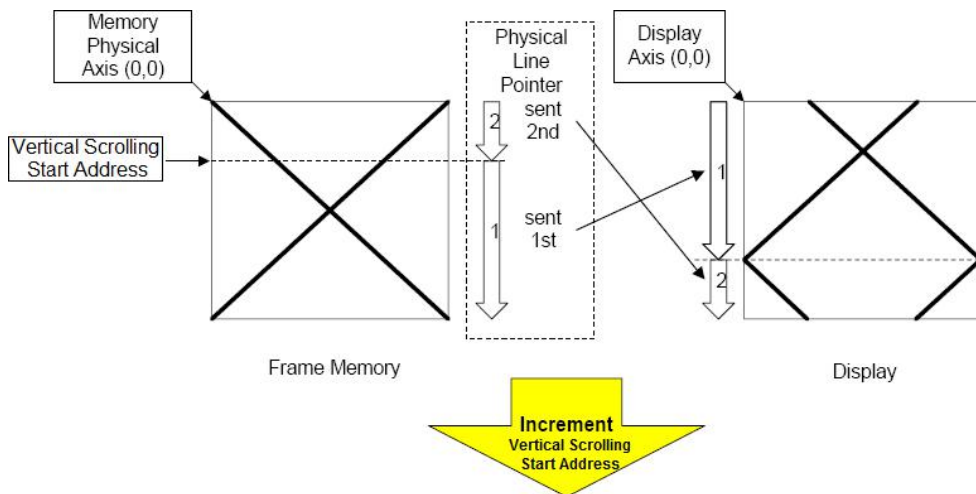 Memory
Physical
Axis (0,0)
Physical
Line
Pointer
Display
Axis (0,0)
Vertical Scrolling
Start Address
2
sent
2nd
1
sent
1st
1
2
Frame Memory
Display
Increment
Vertical Scrolling
Start Address